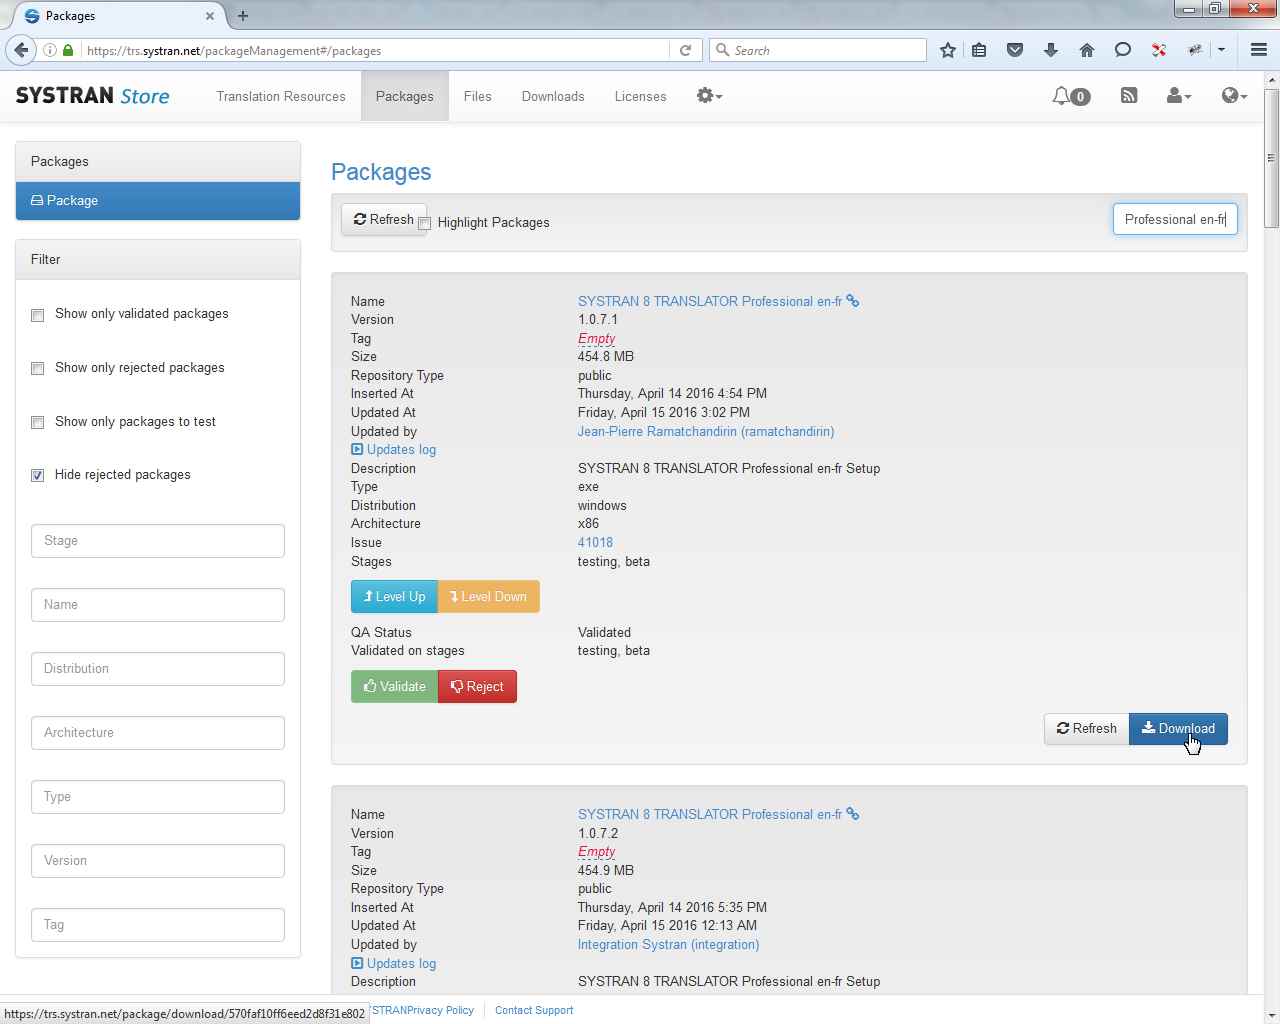 Packages
https://trs.systran.net/packageManagement#/packages
Search
SYSTRAN Store
Translation Resources
Packages
Files
Downloads
Licenses
0
Packages
Package
Filter
Show only validated packages
Show only rejected packages
Show only packages to test
Hide rejected packages
Stage
Name
Distribution
Architecture
Type
Version
Tag
Packages
Refresh
Highlight Packages
Professional en-fr
Name SYSTRAN 8 TRANSLATOR Professional en-fr
Version 1.0.7.1
Tag Empty
Size 454.8 MB
Repository Type public
Inserted At Thursday, April 14 2016 4:54 PM
Updated At Friday, April 15 2016 3:02 PM
Updated by Jean-Pierre Ramatchandirin (ramatchandirin)
Updates log
Description SYSTRAN 8 TRANSLATOR Professional en-fr Setup
Type exe
Distribution windows
Architecture x86
Issue 41018
Stages testing, beta
Level Up Level Down
QA Status Validated
Validated on stages testing, beta
Validate Reject
Refresh Download
Name SYSTRAN 8 TRANSLATOR Professional en-fr
Version 1.0.7.2
Tag Empty
Size 454.9 MB
Repository Type public
Inserted At Thursday, April 14 2016 5:35 PM
Updated At Friday, April 15 2016 12:13 AM
Updated by Integration Systran (integration)
Updates log
Description SYSTRAN 8 TRANSLATOR Professional en-fr Setup
https://trs.systran.net/package/download/570faf10ff6eed2d8f31e802
YSTRAN Privacy Policy Contact Support